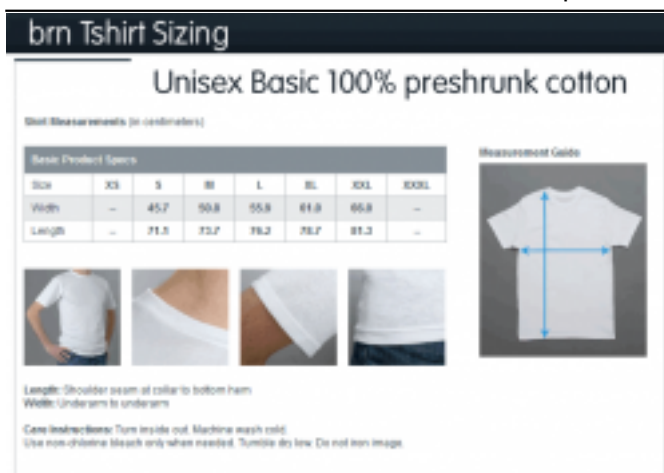 brn Tshirt Sizing
Unisex Basic 100% preshrunk cotton
Shirt Measurements (in centimeters)
Basic Product Specs
Size XS S M L XL XXL XXXL
Width – 45.7 50.8 55.9 61.0 66.0 –
Length – 71.1 73.7 76.2 78.7 81.3 –
Measurement Guide
Length: Shoulder seam at collar to bottom hem
Width: Underarm to underarm
Care Instructions: Turn inside out. Machine wash cold.
Use non-chlorine bleach only when needed. Tumble dry low. Do not iron image.